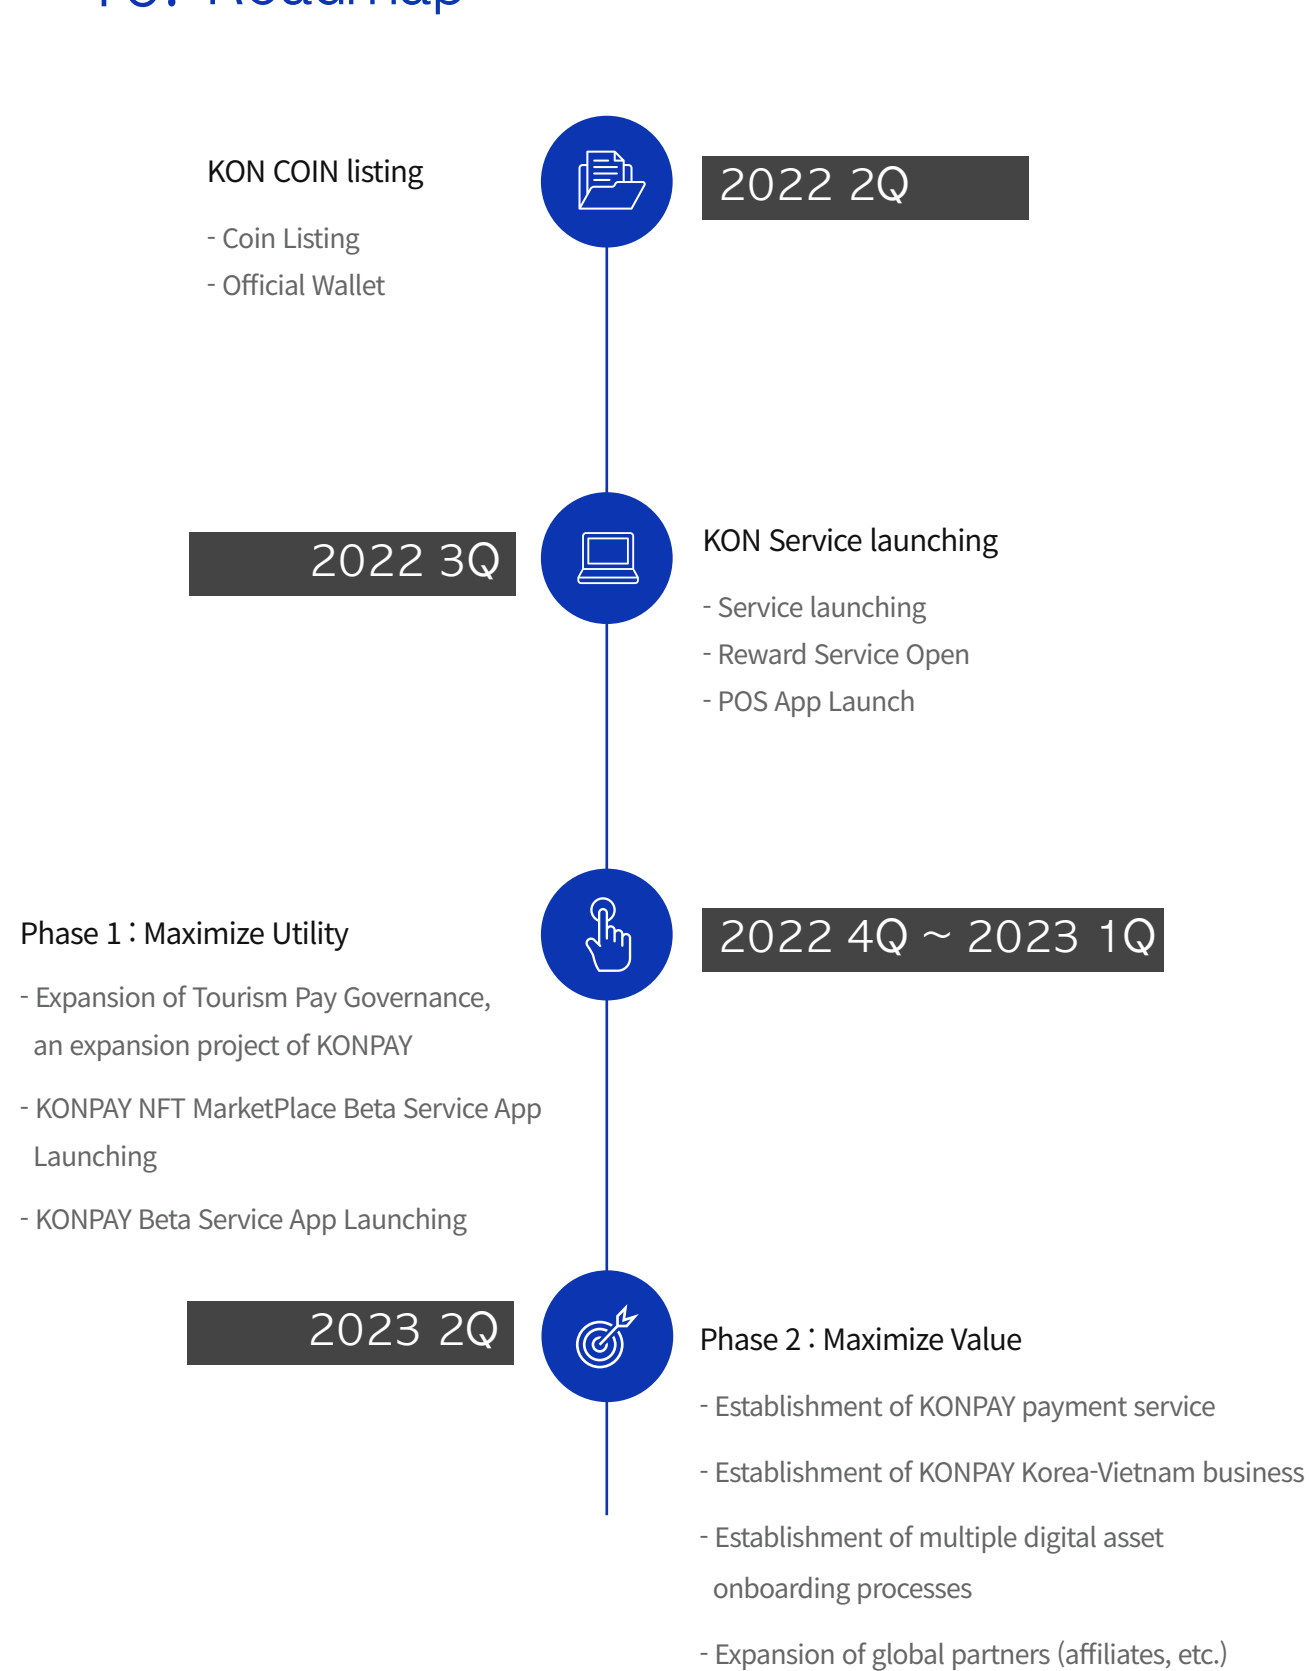 Roadmap
KON COIN listing
- Coin Listing
- Official Wallet
2022 2Q
2022 3Q
KON Service launching
- Service launching
- Reward Service Open
- POS App Launch
Phase 1 : Maximize Utility
- Expansion of Tourism Pay Governance,
an expansion project of KONPAY
- KONPAY NFT MarketPlace Beta Service App
Launching
- KONPAY Beta Service App Launching
2022 4Q ~ 2023 1Q
2023 2Q
Phase 2 : Maximize Value
- Establishment of KONPAY payment service
- Establishment of KONPAY Korea-Vietnam business
- Establishment of multiple digital asset
onboarding processes
- Expansion of global partners (affiliates, etc.)